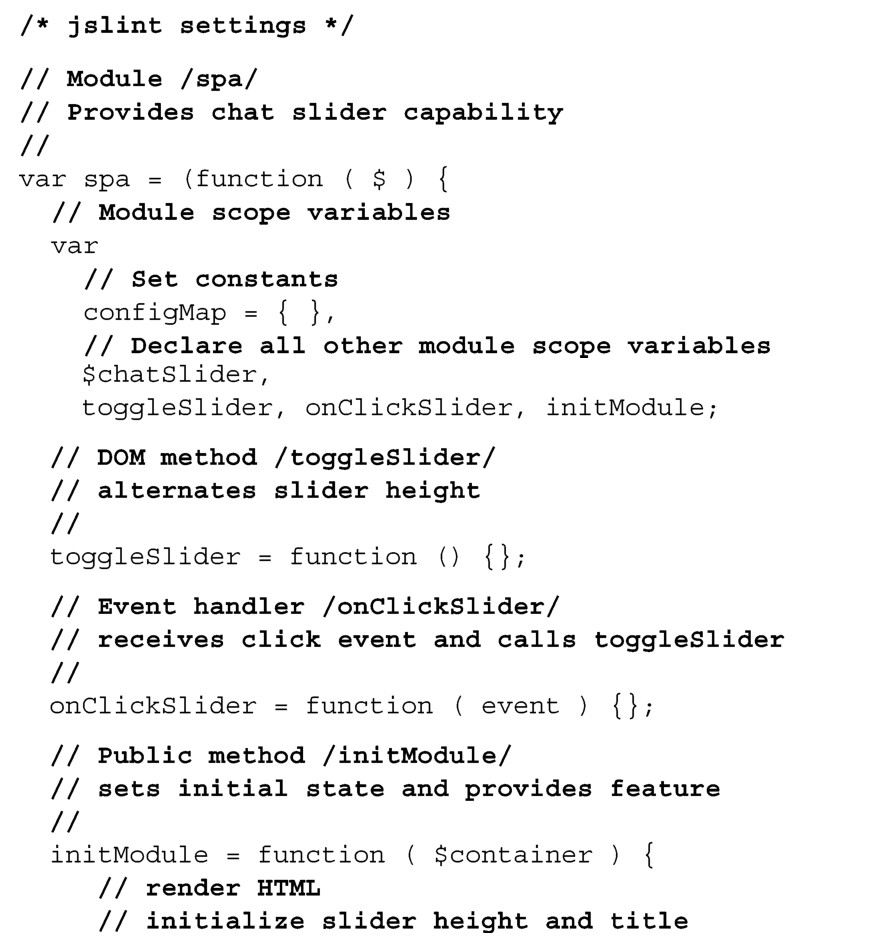 /* jslint settings */
// Module /spa/
// Provides chat slider capability
//
var spa = (function ( $ ) {
// Module scope variables
var
// Set constants
configMap = { },
// Declare all other module scope variables
$chatSlider,
toggleSlider, onClickSlider, initModule;
// DOM method /toggleSlider/
// alternates slider height
//
toggleSlider = function () {};
// Event handler /onClickSlider/
// receives click event and calls toggleSlider
//
onClickSlider = function ( event ) {};
// Public method /initModule/
// sets initial state and provides feature
//
initModule = function ( $container ) {
// render HTML
// initialize slider height and title